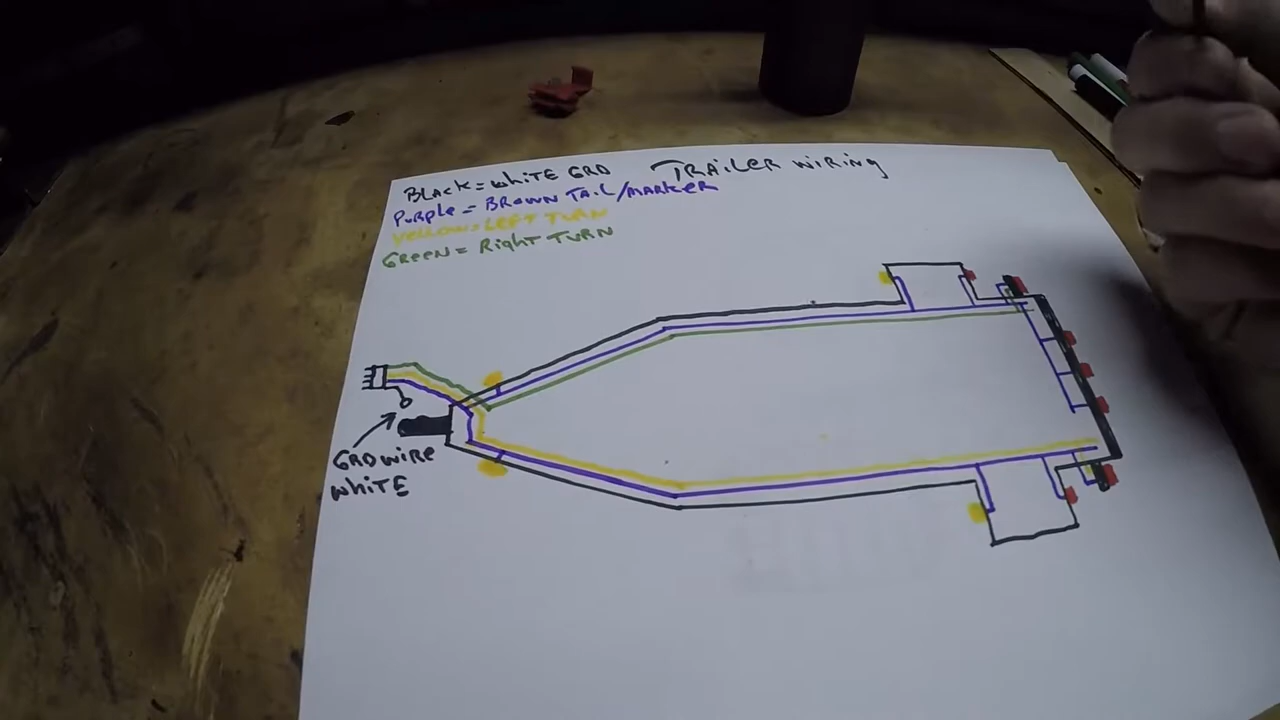 TRAILER WIRING
BLACK = WHITE GRD
PURPLE = BROWN TAIL/MARKER
YELLOW = LEFT TURN
GREEN = RIGHT TURN
GRD WIRE
WHITE